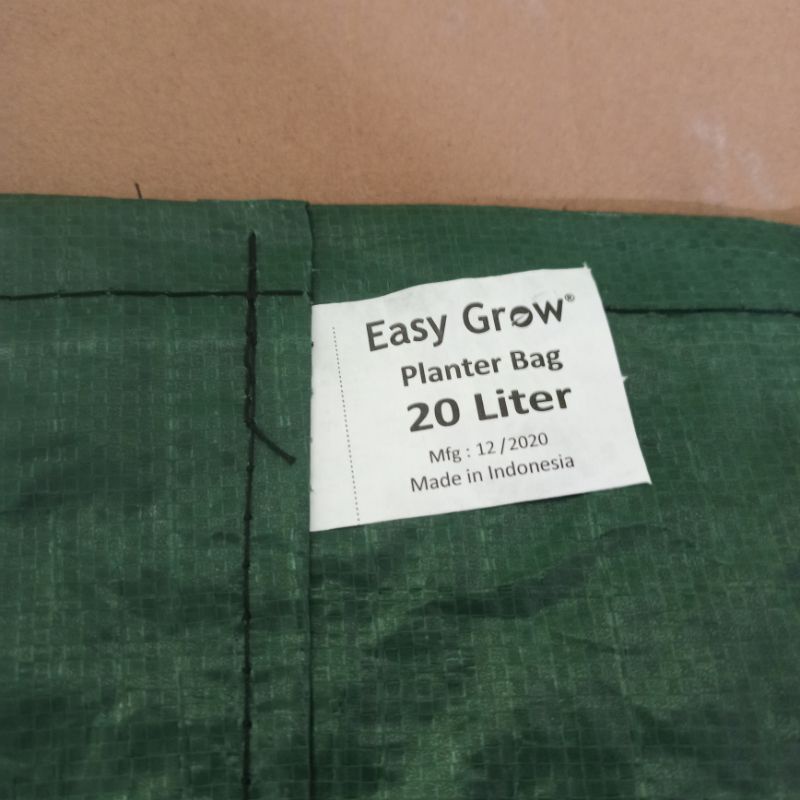 Easy Grow®
Planter Bag
20 Liter
Mfg : 12 /2020
Made in Indonesia